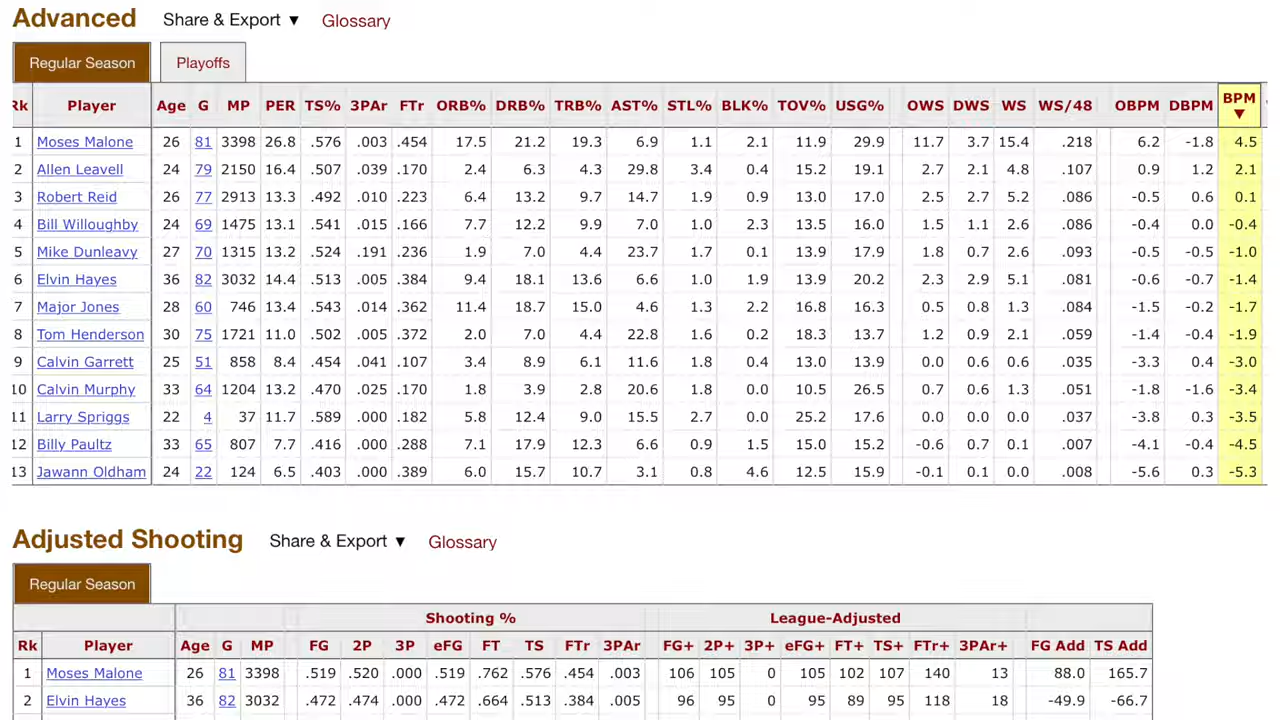 Advanced Share & Export ▼ Glossary
Regular Season Playoffs
Rk Player Age G MP PER TS% 3PAr FTr ORB% DRB% TRB% AST% STL% BLK% TOV% USG% OWS DWS WS WS/48 OBPM DBPM BPM ▼
1 Moses Malone 26 81 3398 26.8 .576 .003 .454 17.5 21.2 19.3 6.9 1.1 2.1 11.9 29.9 11.7 3.7 15.4 .218 6.2 -1.8 4.5
2 Allen Leavell 24 79 2150 16.4 .507 .039 .170 2.4 6.3 4.3 29.8 3.4 0.4 15.2 19.1 2.7 2.1 4.8 .107 0.9 1.2 2.1
3 Robert Reid 26 77 2913 13.3 .492 .010 .223 6.4 13.2 9.7 14.7 1.9 0.9 13.0 17.0 2.5 2.7 5.2 .086 -0.5 0.6 0.1
4 Bill Willoughby 24 69 1475 13.1 .541 .015 .166 7.7 12.2 9.9 7.0 1.0 2.3 13.5 16.0 1.5 1.1 2.6 .086 -0.4 0.0 -0.4
5 Mike Dunleavy 27 70 1315 13.2 .524 .191 .236 1.9 7.0 4.4 23.7 1.7 0.1 13.9 17.9 1.8 0.7 2.6 .093 -0.5 -0.5 -1.0
6 Elvin Hayes 36 82 3032 14.4 .513 .005 .384 9.4 18.1 13.6 6.6 1.0 1.9 13.9 20.2 2.3 2.9 5.1 .081 -0.6 -0.7 -1.4
7 Major Jones 28 60 746 13.4 .543 .014 .362 11.4 18.7 15.0 4.6 1.3 2.2 16.8 16.3 0.5 0.8 1.3 .084 -1.5 -0.2 -1.7
8 Tom Henderson 30 75 1721 11.0 .502 .005 .372 2.0 7.0 4.4 22.8 1.6 0.2 18.3 13.7 1.2 0.9 2.1 .059 -1.4 -0.4 -1.9
9 Calvin Garrett 25 51 858 8.4 .454 .041 .107 3.4 8.9 6.1 11.6 1.8 0.4 13.0 13.9 0.0 0.6 0.6 .035 -3.3 0.4 -3.0
10 Calvin Murphy 33 64 1204 13.2 .470 .025 .170 1.8 3.9 2.8 20.6 1.8 0.0 10.5 26.5 0.7 0.6 1.3 .051 -1.8 -1.6 -3.4
11 Larry Spriggs 22 4 37 11.7 .589 .000 .182 5.8 12.4 9.0 15.5 2.7 0.0 25.2 17.6 0.0 0.0 0.0 .037 -3.8 0.3 -3.5
12 Billy Paultz 33 65 807 7.7 .416 .000 .288 7.1 17.9 12.3 6.6 0.9 1.5 15.0 15.2 -0.6 0.7 0.1 .007 -4.1 -0.4 -4.5
13 Jawann Oldham 24 22 124 6.5 .403 .000 .389 6.0 15.7 10.7 3.1 0.8 4.6 12.5 15.9 -0.1 0.1 0.0 .008 -5.6 0.3 -5.3
Adjusted Shooting Share & Export ▼ Glossary
Regular Season
Shooting % League-Adjusted
Rk Player Age G MP FG 2P 3P eFG FT TS FTr 3PAr FG+ 2P+ 3P+ eFG+ FT+ TS+ FTr+ 3PAr+ FG Add TS Add
1 Moses Malone 26 81 3398 .519 .520 .000 .519 .762 .576 .454 .003 106 105 0 105 102 107 140 13 88.0 165.7
2 Elvin Hayes 36 82 3032 .472 .474 .000 .472 .664 .513 .384 .005 96 95 0 95 89 95 118 18 -49.9 -66.7